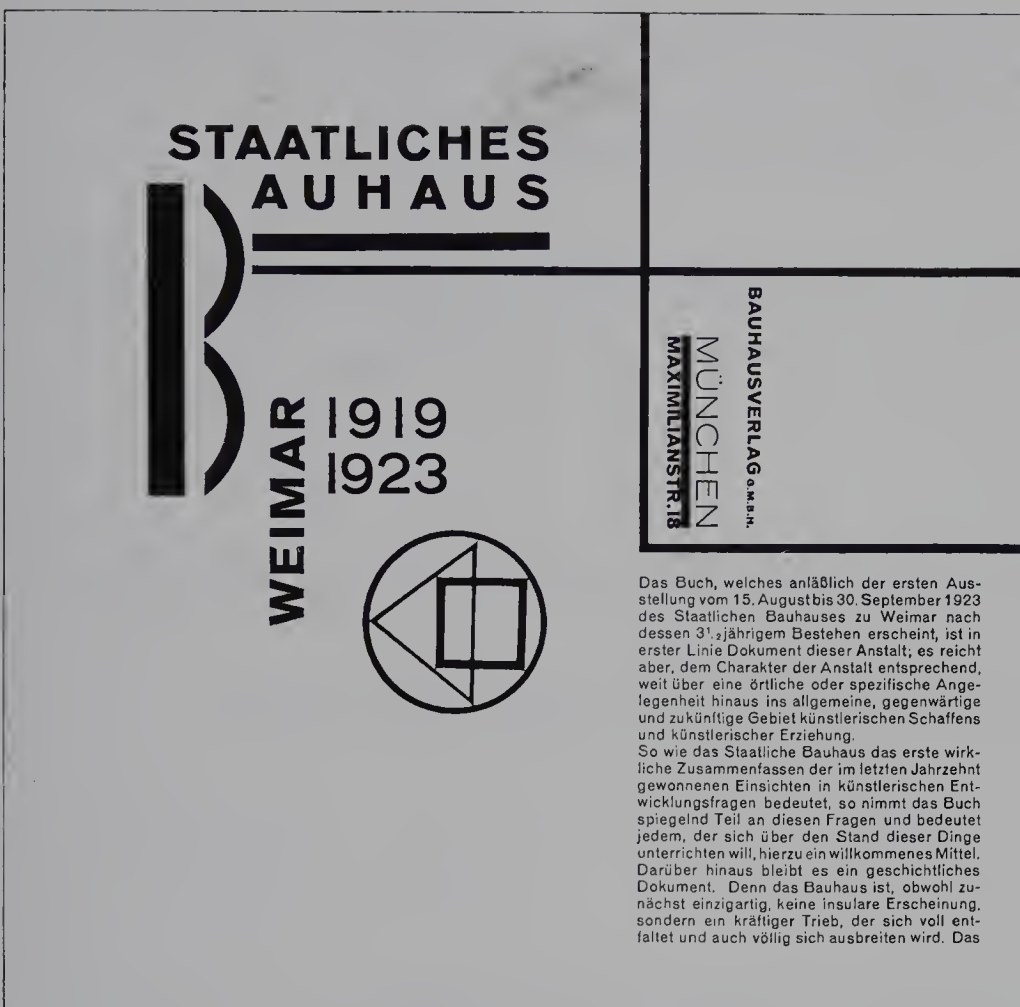 STAATLICHES
BAUHAUS
WEIMAR
1919
1923
BAUHAUSVERLAG G.M.B.H.
MÜNCHEN
MAXIMILIANSTR.18
Das Buch, welches anläßlich der ersten Aus-
stellung vom 15. August bis 30. September 1923
des Staatlichen Bauhauses zu Weimar nach
dessen 3½jährigem Bestehen erscheint, ist in
erster Linie Dokument dieser Anstalt; es reicht
aber, dem Charakter der Anstalt entsprechend,
weit über eine örtliche oder spezifische Ange-
legenheit hinaus ins allgemeine, gegenwärtige
und zukünftige Gebiet künstlerischen Schaffens
und künstlerischer Erziehung.
So wie das Staatliche Bauhaus das erste wirk-
liche Zusammenfassen der im letzten Jahrzehnt
gewonnenen Einsichten in künstlerischen Ent-
wicklungsfragen bedeutet, so nimmt das Buch
spiegelnd Teil an diesen Fragen und bedeutet
jedem, der sich über den Stand dieser Dinge
unterrichten will, hierzu ein willkommenes Mittel.
Darüber hinaus bleibt es ein geschichtliches
Dokument. Denn das Bauhaus ist, obwohl zu-
nächst einzigartig, keine insulare Erscheinung,
sondern ein kräftiger Trieb, der sich voll ent-
faltet und auch völlig sich ausbreiten wird. Das